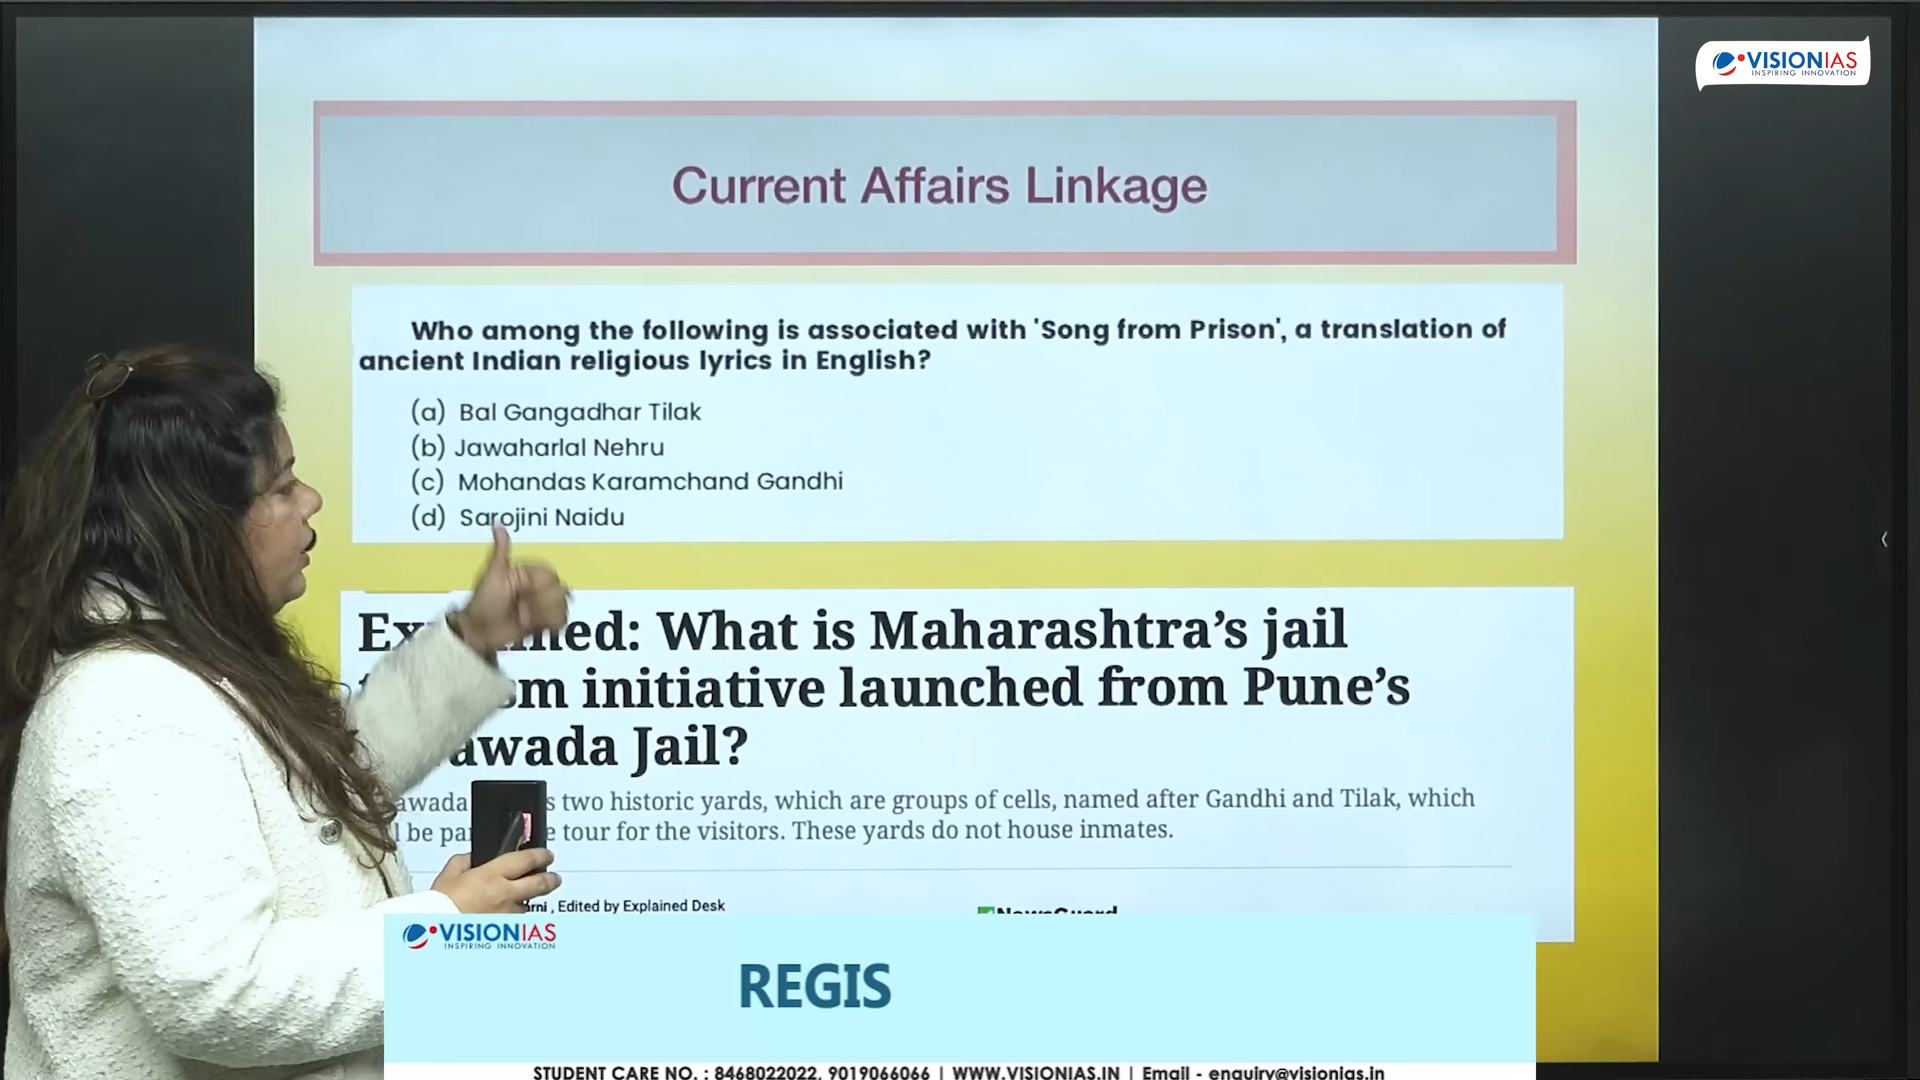 VISIONIAS
INSPIRING INNOVATION
Current Affairs Linkage
Who among the following is associated with 'Song from Prison', a translation of
ancient Indian religious lyrics in English?
(a) Bal Gangadhar Tilak
(b) Jawaharlal Nehru
(c) Mohandas Karamchand Gandhi
(d) Sarojini Naidu
What is Maharashtra’s jail
initiative launched from Pune’s
Jail?
two historic yards, which are groups of cells, named after Gandhi and Tilak, which
be tour for the visitors. These yards do not house inmates.
, Edited by Explained Desk
NewsGuard
VISIONIAS
INSPIRING INNOVATION
REGIS
STUDENT CARE NO. : 8468022022, 9019066066 | WWW.VISIONIAS.IN | Email - enquiry@visionias.in